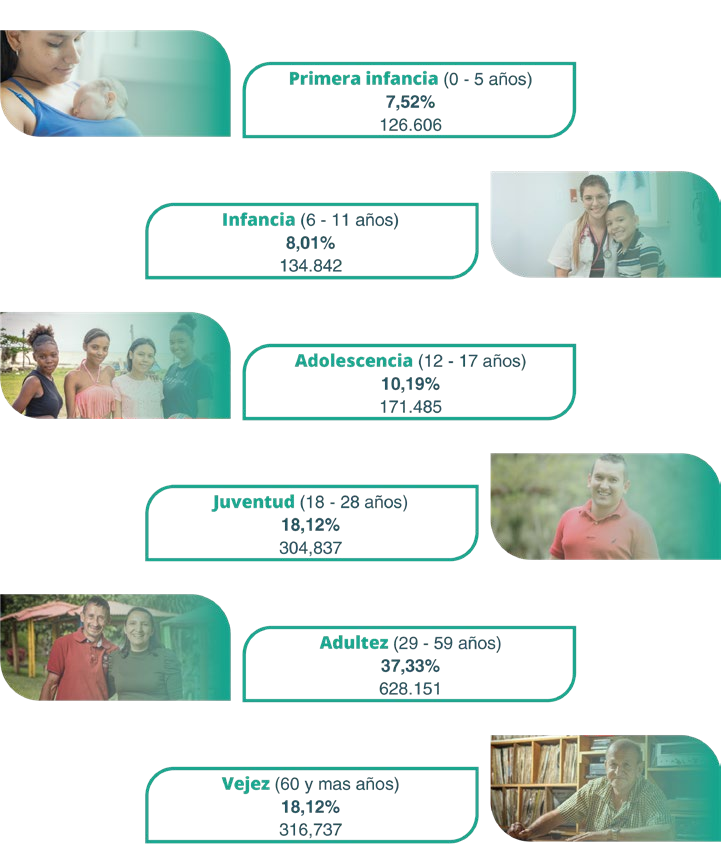 Primera infancia (0 - 5 años)
7,52%
126.606
Infancia (6 - 11 años)
8,01%
134.842
Adolescencia (12 - 17 años)
10,19%
171.485
Juventud (18 - 28 años)
18,12%
304,837
Adultez (29 - 59 años)
37,33%
628.151
Vejez (60 y mas años)
18,12%
316,737